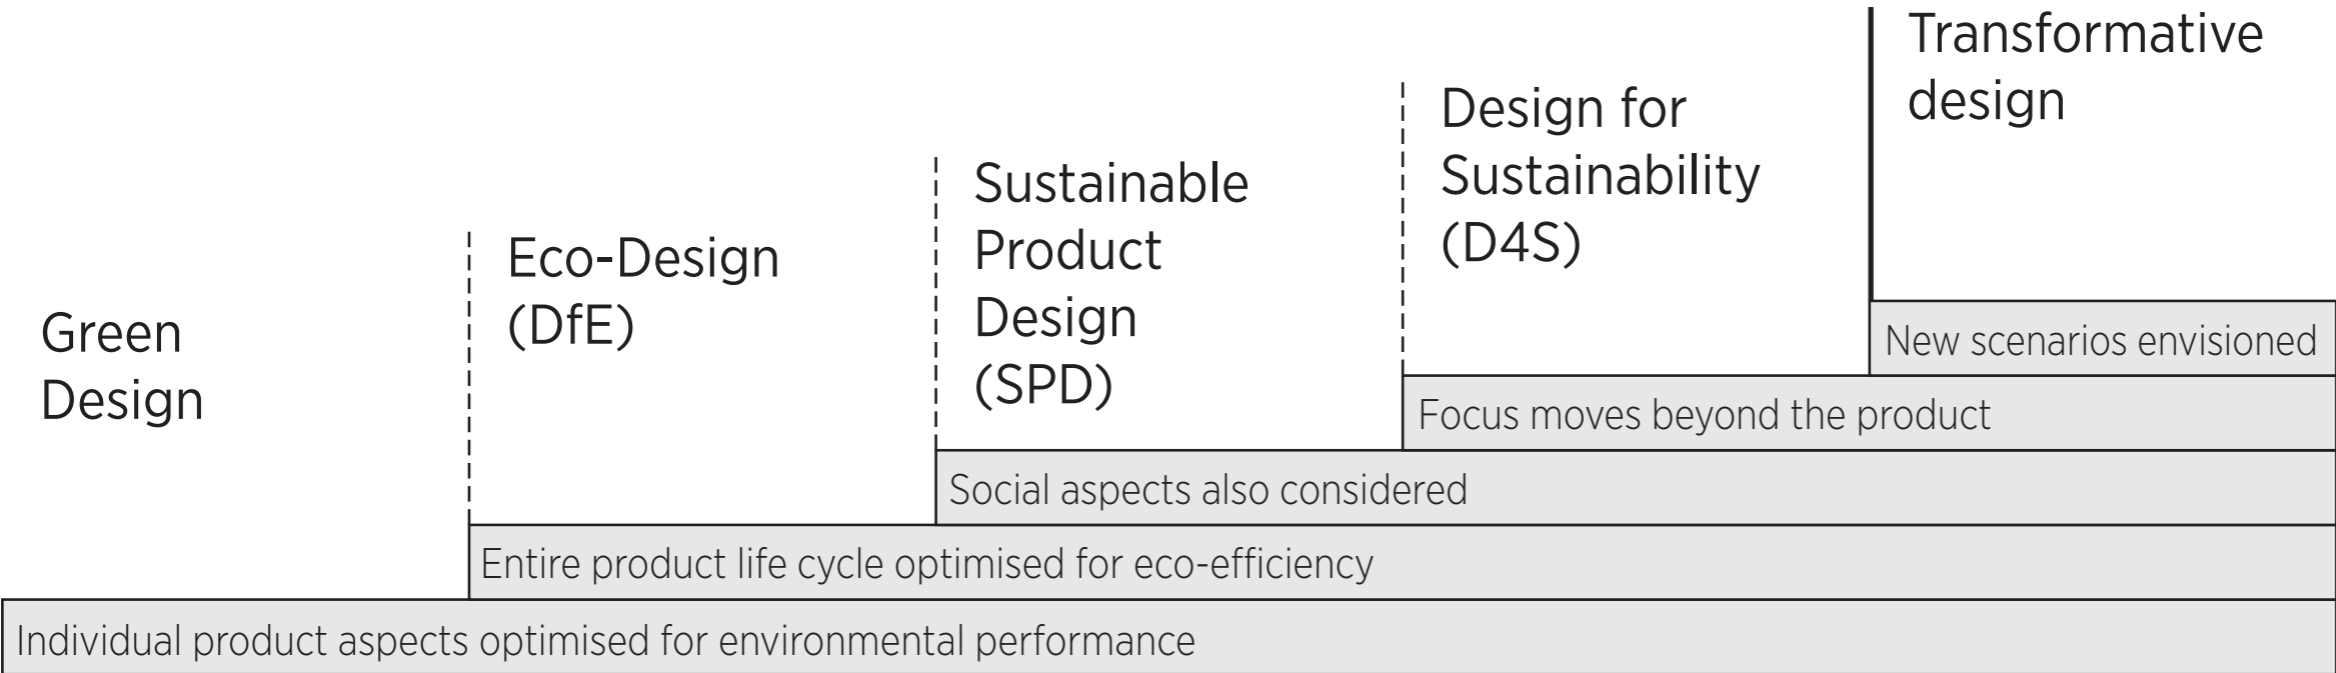 Green
Design
Eco-Design
(DfE)
Sustainable
Product
Design
(SPD)
Design for
Sustainability
(D4S)
Transformative
design
New scenarios envisioned
Focus moves beyond the product
Social aspects also considered
Entire product life cycle optimised for eco-efficiency
Individual product aspects optimised for environmental performance